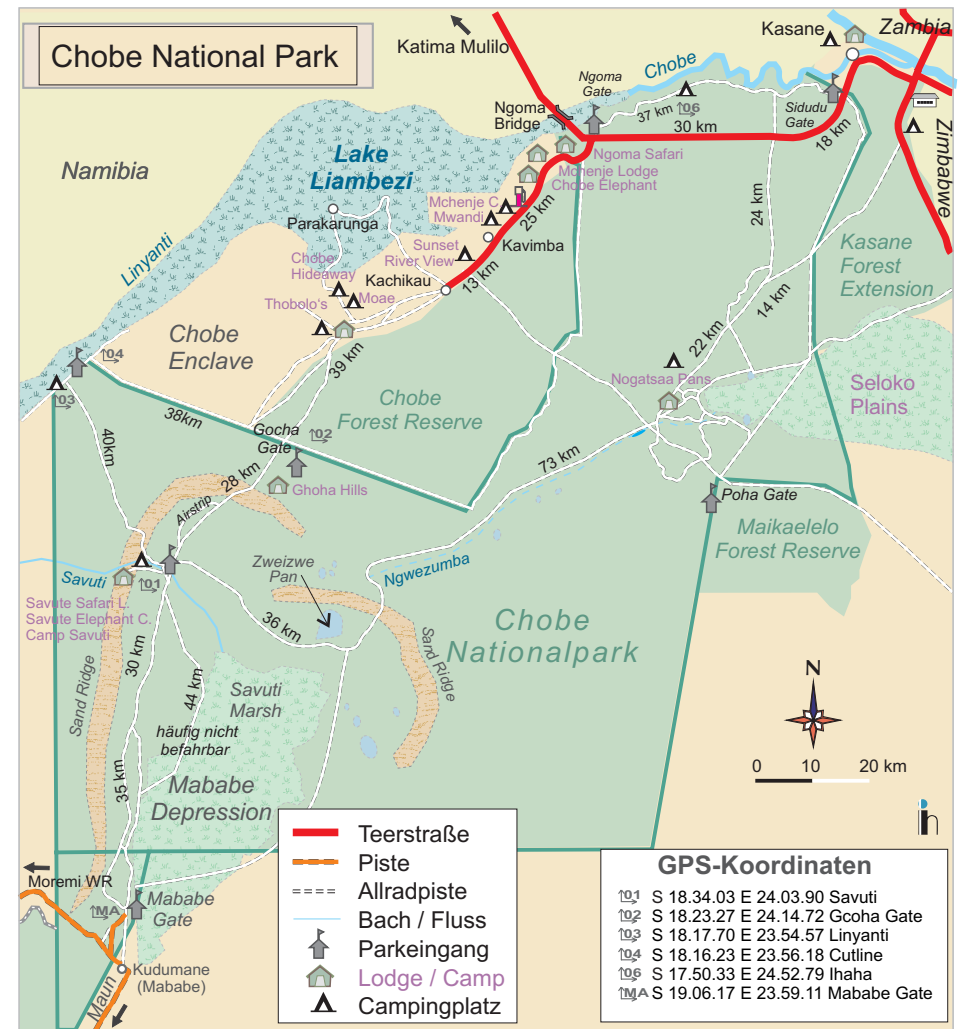 Chobe National Park
Katima Mulilo
Kasane
Zambia
Chobe
Ngoma
Gate
Ngoma
Bridge
37 km
06
30 km
Sidudu
Gate
18 km
Zimbabwe
Namibia
Lake
Liambezi
Ngoma Safari
Mchenje Lodge
Chobe Elephant
Mchenje C.
Mwandi
25 km
24 km
Parakarunga
Kavimba
Linyanti
Sunset
River View
Kasane
Forest
Extension
Chobe
Hideaway
Kachikau
13 km
Moae
Thobolo's
14 km
Chobe
Enclave
22 km
04
39 km
Nogatsaa Pans
Seloko
Plains
03
38km
Chobe
Forest Reserve
Gocha
Gate
02
40km
28 km
73 km
Ghoha Hills
Poha Gate
Airstrip
Maikaelelo
Forest Reserve
Zweizwe
Pan
Ngwezumba
Savuti
01
Savute Safari L.
Savute Elephant C.
Camp Savuti
36 km
Chobe
Nationalpark
Sand Ridge
Sand Ridge
30 km
44 km
Savuti
Marsh
häufig nicht
befahrbar
N
35 km
Mababe
Depression
0 10 20 km
ih
Teerstraße
Piste
Allradpiste
Bach / Fluss
Parkeingang
Lodge / Camp
Campingplatz
Moremi WR
MA
Mababe
Gate
Kudumane
(Mababe)
Maun
GPS-Koordinaten
01 S 18.34.03 E 24.03.90 Savuti
02 S 18.23.27 E 24.14.72 Gcoha Gate
03 S 18.17.70 E 23.54.57 Linyanti
04 S 18.16.23 E 23.56.18 Cutline
06 S 17.50.33 E 24.52.79 Ihaha
MA S 19.06.17 E 23.59.11 Mababe Gate